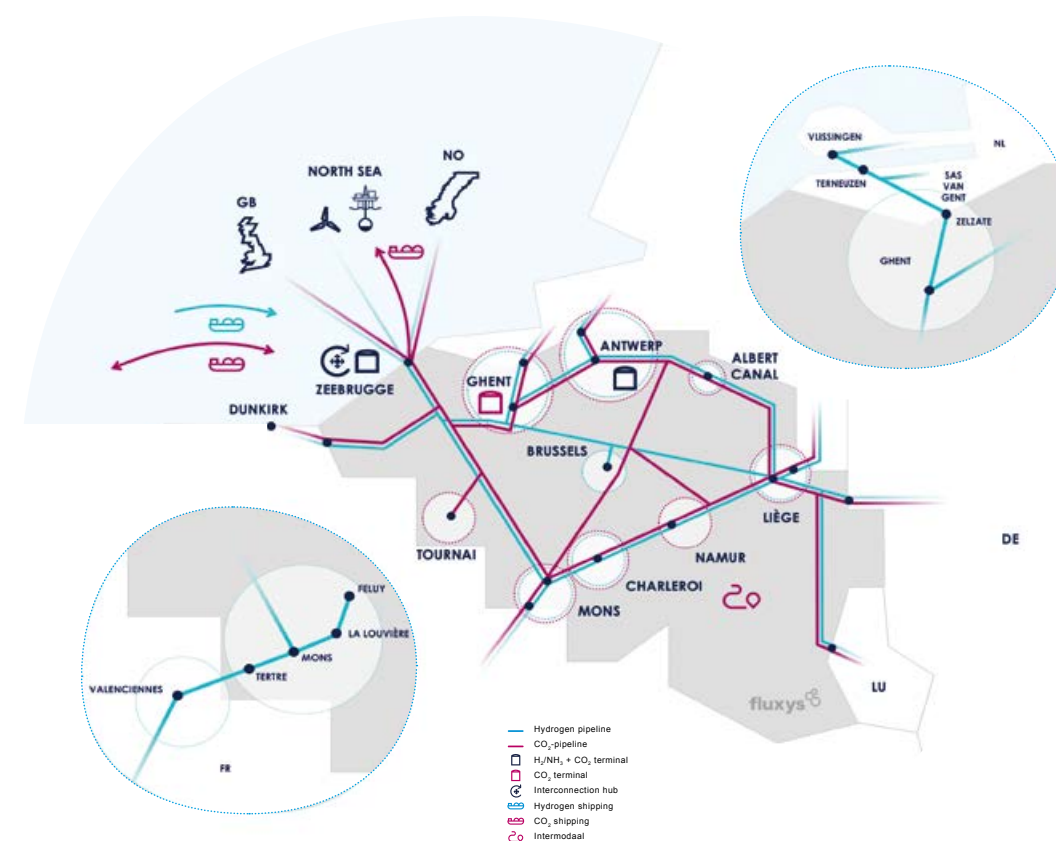 NO
NORTH SEA
GB
VLISSINGEN
NL
TERNEUZEN
SAS
VAN
GENT
ZELZATE
GHENT
ZEEBRUGGE
DUNKIRK
GHENT
ANTWERP
ALBERT
CANAL
BRUSSELS
LIÈGE
TOURNAI
NAMUR
CHARLEROI
MONS
DE
LU
FELUY
LA LOUVIÈRE
MONS
TERTRE
VALENCIENNES
FR
fluxys
Hydrogen pipeline
CO₂-pipeline
H₂/NH₃ + CO₂ terminal
CO₂ terminal
Interconnection hub
Hydrogen shipping
CO₂ shipping
Intermodaal